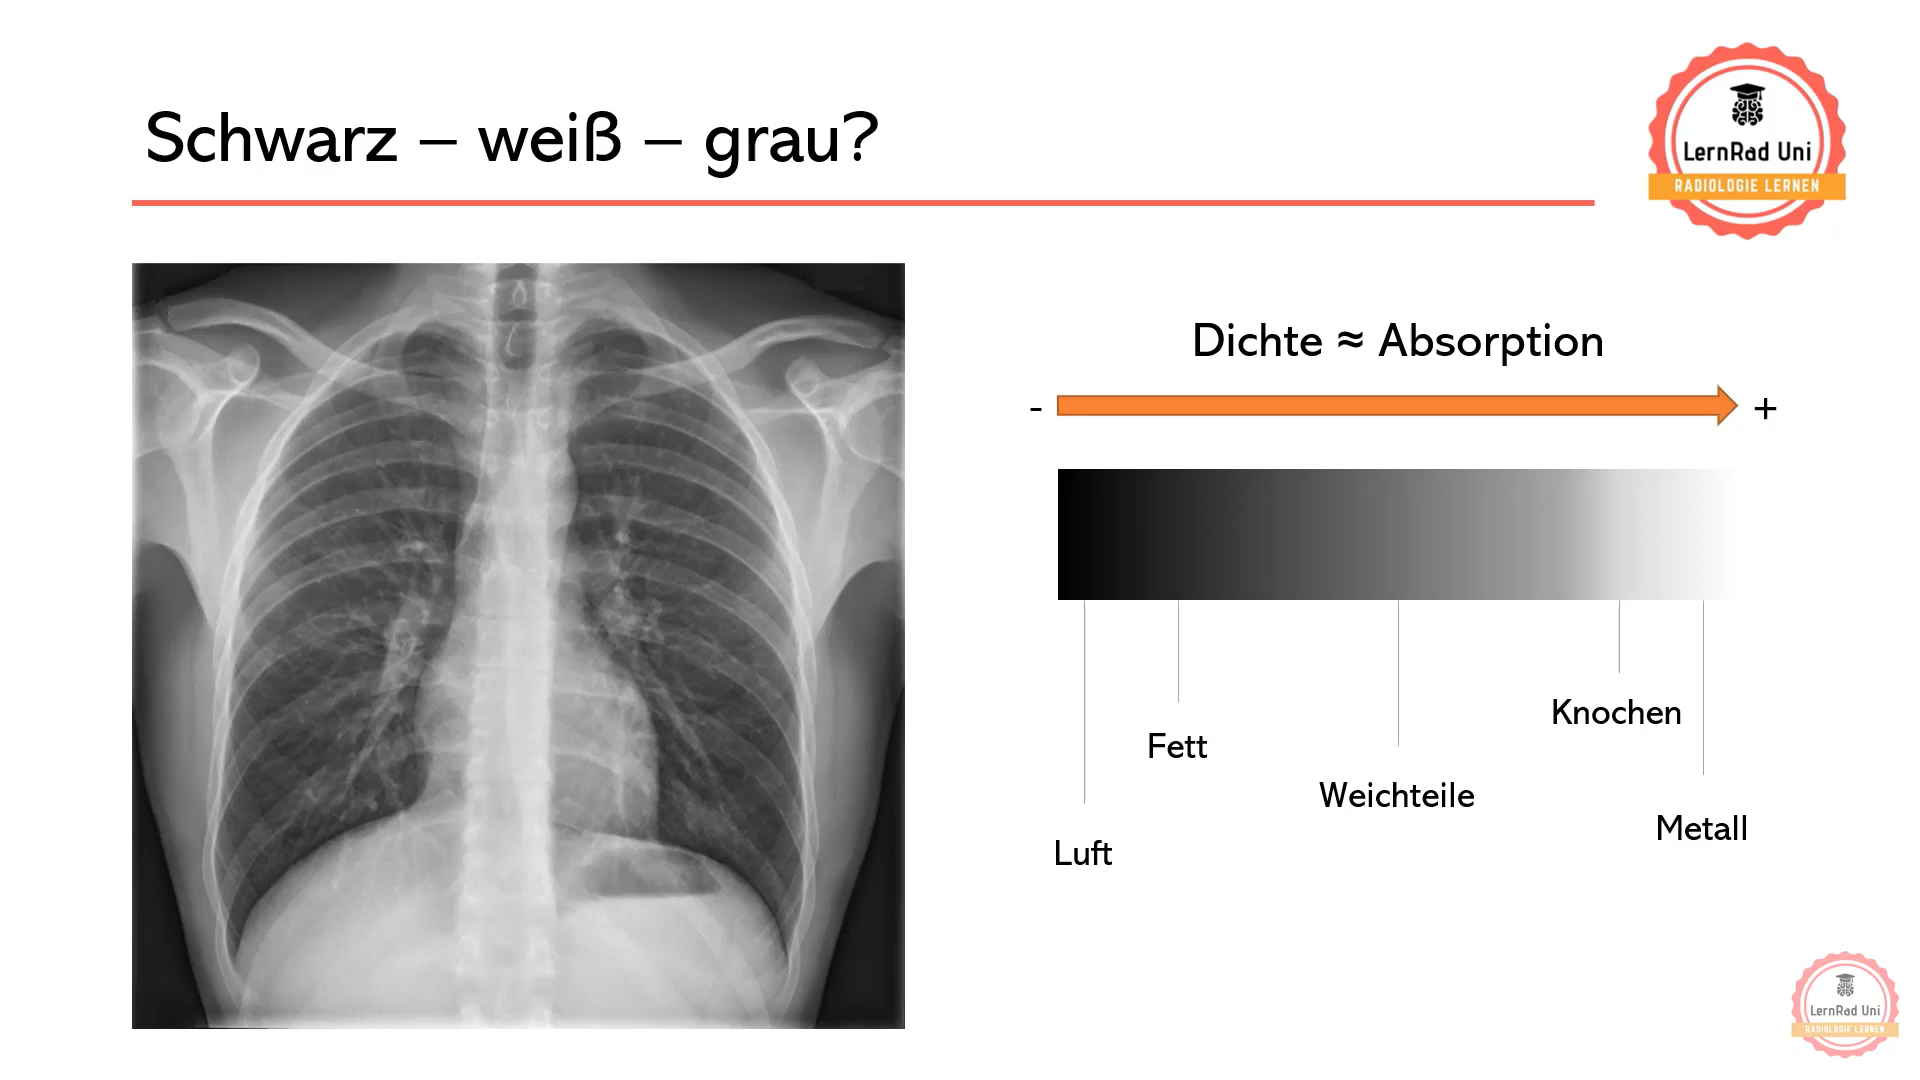 Schwarz – weiß – grau?
LernRad Uni
RADIOLOGIE LERNEN
Dichte ≈ Absorption
- +
Knochen
Fett
Weichteile
Metall
Luft
LernRad Uni
RADIOLOGIE LERNEN